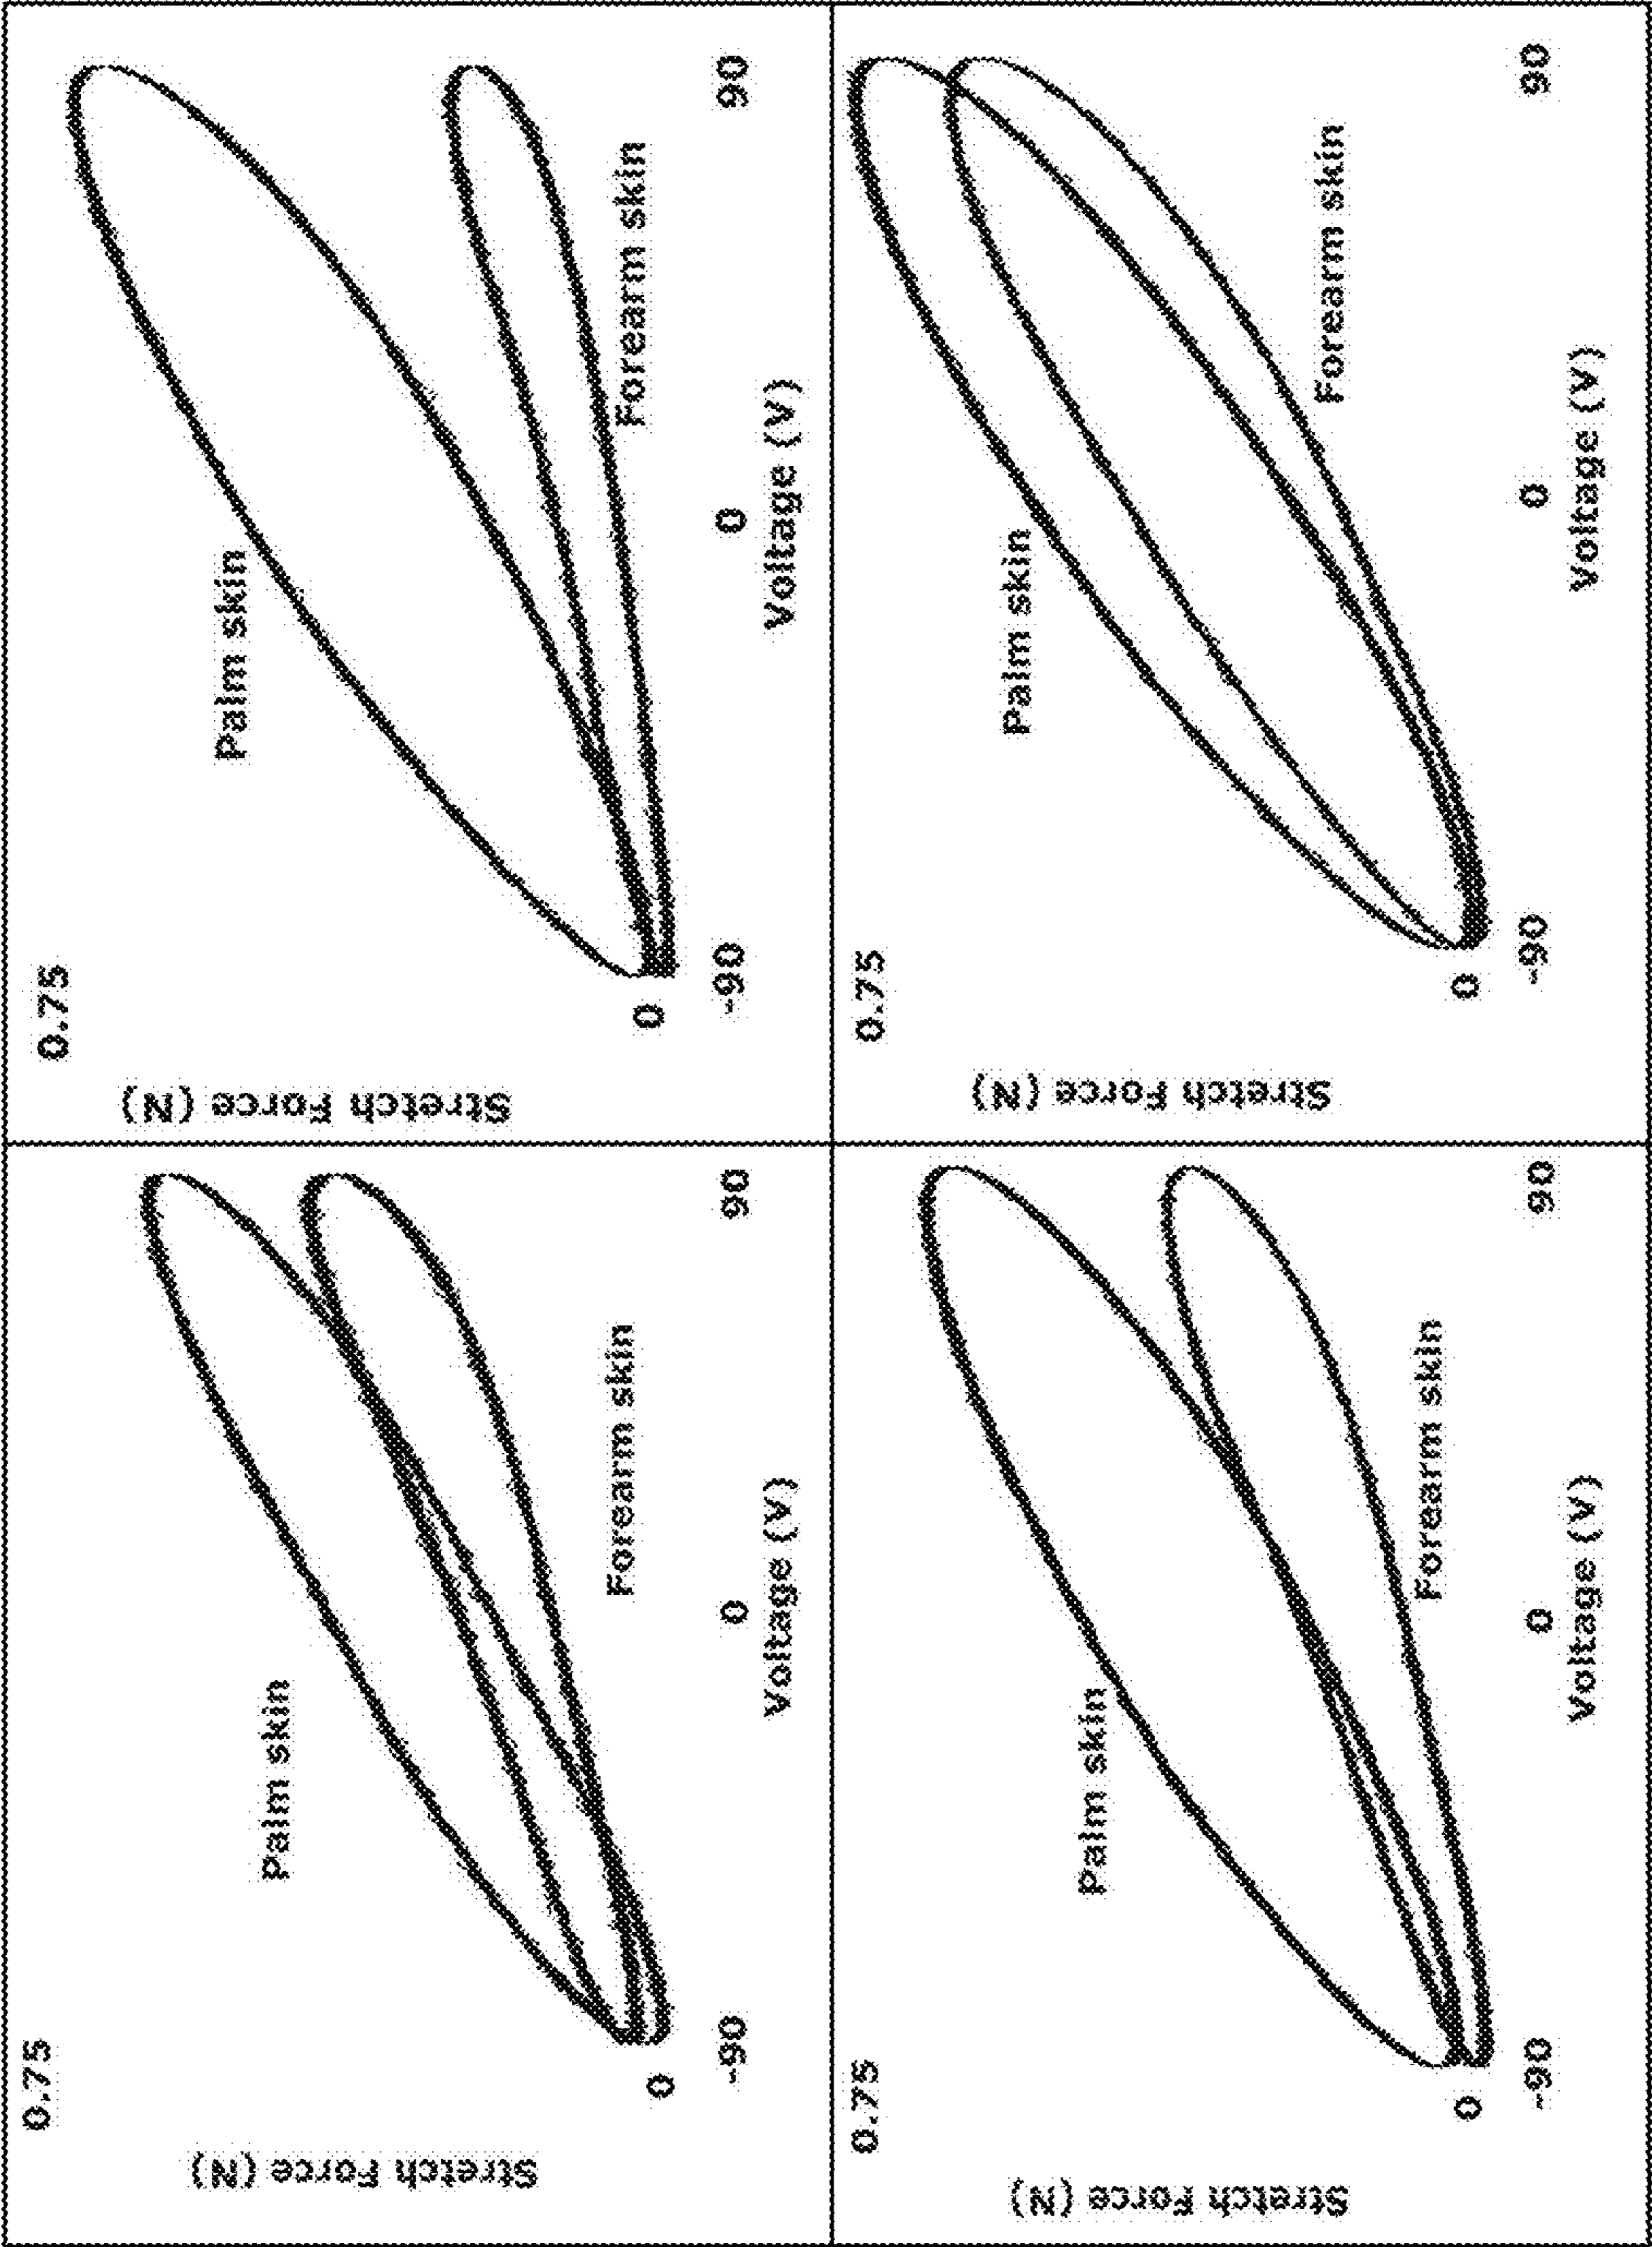 0.75
Stretch Force (N)
Palm skin
Forearm skin
0
-90 0 90
Voltage (V)
0.75
Stretch Force (N)
Palm skin
Forearm skin
0
-90 0 90
Voltage (V)
0.75
Stretch Force (N)
Palm skin
Forearm skin
0
-90 0 90
Voltage (V)
0.75
Stretch Force (N)
Palm skin
Forearm skin
0
-90 0 90
Voltage (V)